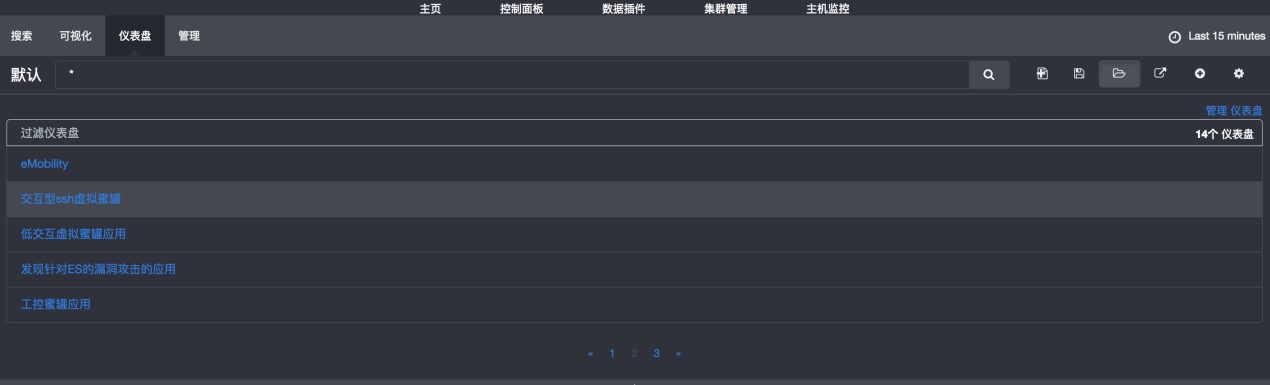 主页 控制面板 数据插件 集群管理 主机监控
搜索 可视化 仪表盘 管理 Last 15 minutes
默认 *
管理 仪表盘
过滤仪表盘 14个 仪表盘
eMobility
交互型ssh虚拟蜜罐
低交互虚拟蜜罐应用
发现针对ES的漏洞攻击的应用
工控蜜罐应用
« 1 2 3 »